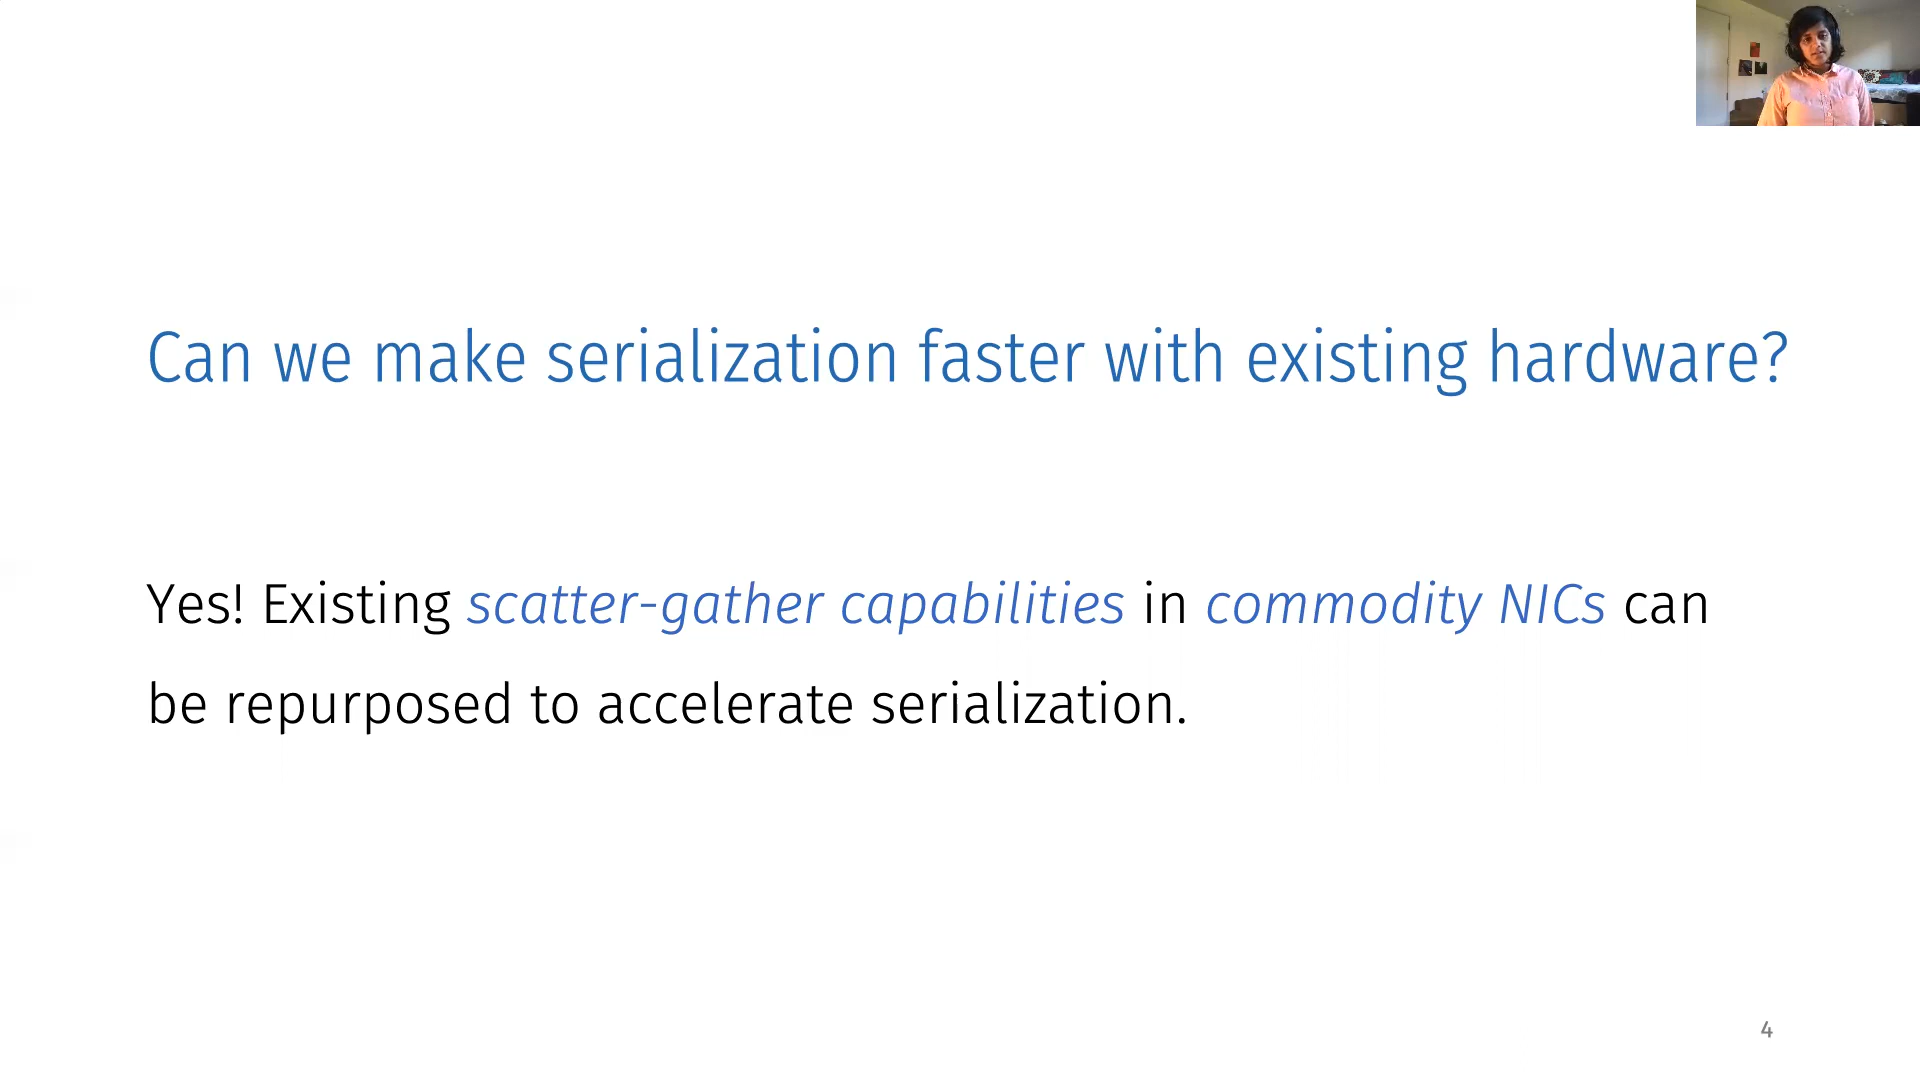 Can we make serialization faster with existing hardware?
Yes! Existing scatter-gather capabilities in commodity NICs can
be repurposed to accelerate serialization.
4